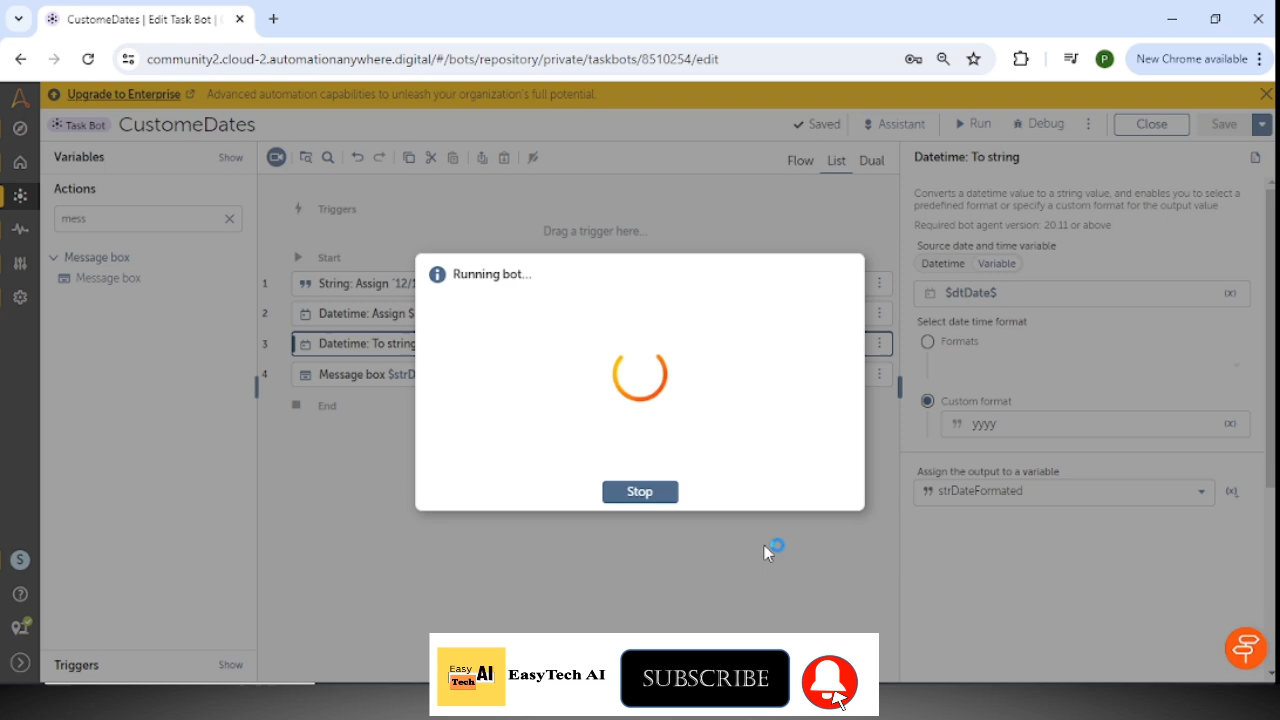 CustomeDates | Edit Task Bot |
community2.cloud-2.automationanywhere.digital/#/bots/repository/private/taskbots/8510254/edit
P
New Chrome available
Upgrade to Enterprise
Advanced automation capabilities to unleash your organization's full potential.
Task Bot
CustomeDates
Saved
Assistant
Run
Debug
Close
Save
Variables
Show
Flow
List
Dual
Datetime: To string
Actions
mess
Message box
Message box
Triggers
Drag a trigger here...
Start
1
String: Assign "12/1
2
Datetime: Assign $
3
Datetime: To string
4
Message box $strD
End
Running bot...
Stop
Converts a datetime value to a string value, and enables you to select a
predefined format or specify a custom format for the output value
Required bot agent version: 20.11 or above
Source date and time variable
Datetime
Variable
$dtDate$
(x)
Select date time format
Formats
Custom format
yyyy
(x)
Assign the output to a variable
strDateFormated
(x)
S
Triggers
Show
Easy
Tech
AI
EasyTech AI
SUBSCRIBE